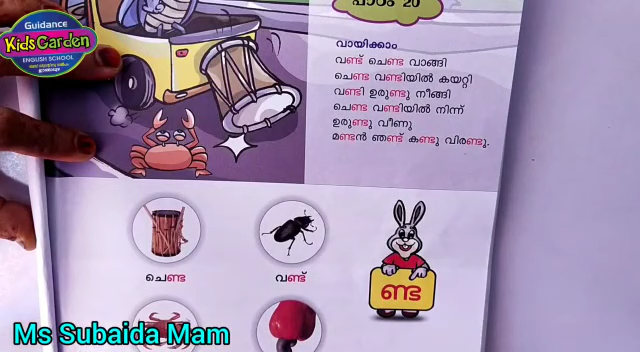 Guidance
Kids Garden
ENGLISH SCHOOL
പാഠം 20
വായിക്കാം
വണ്ട് ചെണ്ട വാങ്ങി
ചെണ്ട വണ്ടിയിൽ കയറ്റി
വണ്ടി ഉരുണ്ടു നീങ്ങി
ചെണ്ട വണ്ടിയിൽ നിന്ന്
ഉരുണ്ടു വീണു
മണ്ടൻ ഞണ്ട് കണ്ടു വിരണ്ടു.
ചെണ്ട
വണ്ട്
ണ്ട
Ms Subaida Mam